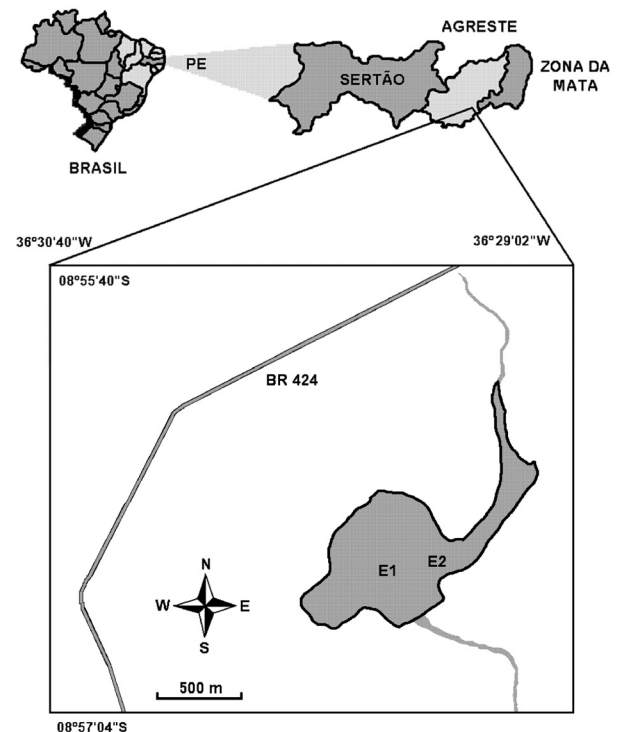 AGRESTE
PE
SERTÃO
ZONA DA
MATA
BRASIL
36°30'40"W
36°29'02"W
08°55'40"S
BR 424
E1
E2
N
W
E
S
500 m
08°57'04"S